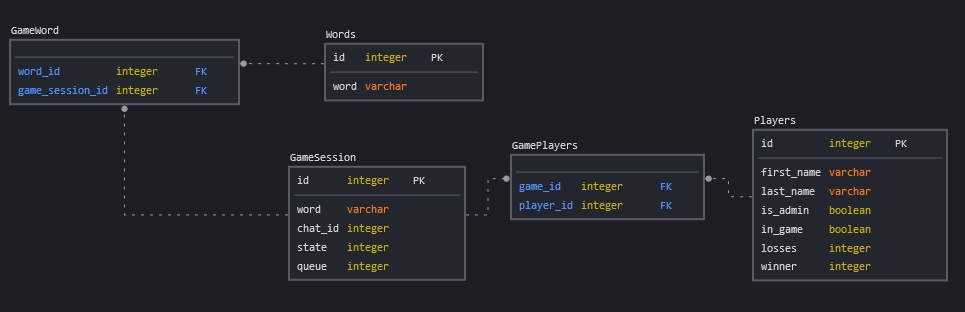 GameWord
word_id integer FK
game_session_id integer FK
Words
id integer PK
word varchar
GameSession
id integer PK
word varchar
chat_id integer
state integer
queue integer
GamePlayers
game_id integer FK
player_id integer FK
Players
id integer PK
first_name varchar
last_name varchar
is_admin boolean
in_game boolean
losses integer
winner integer